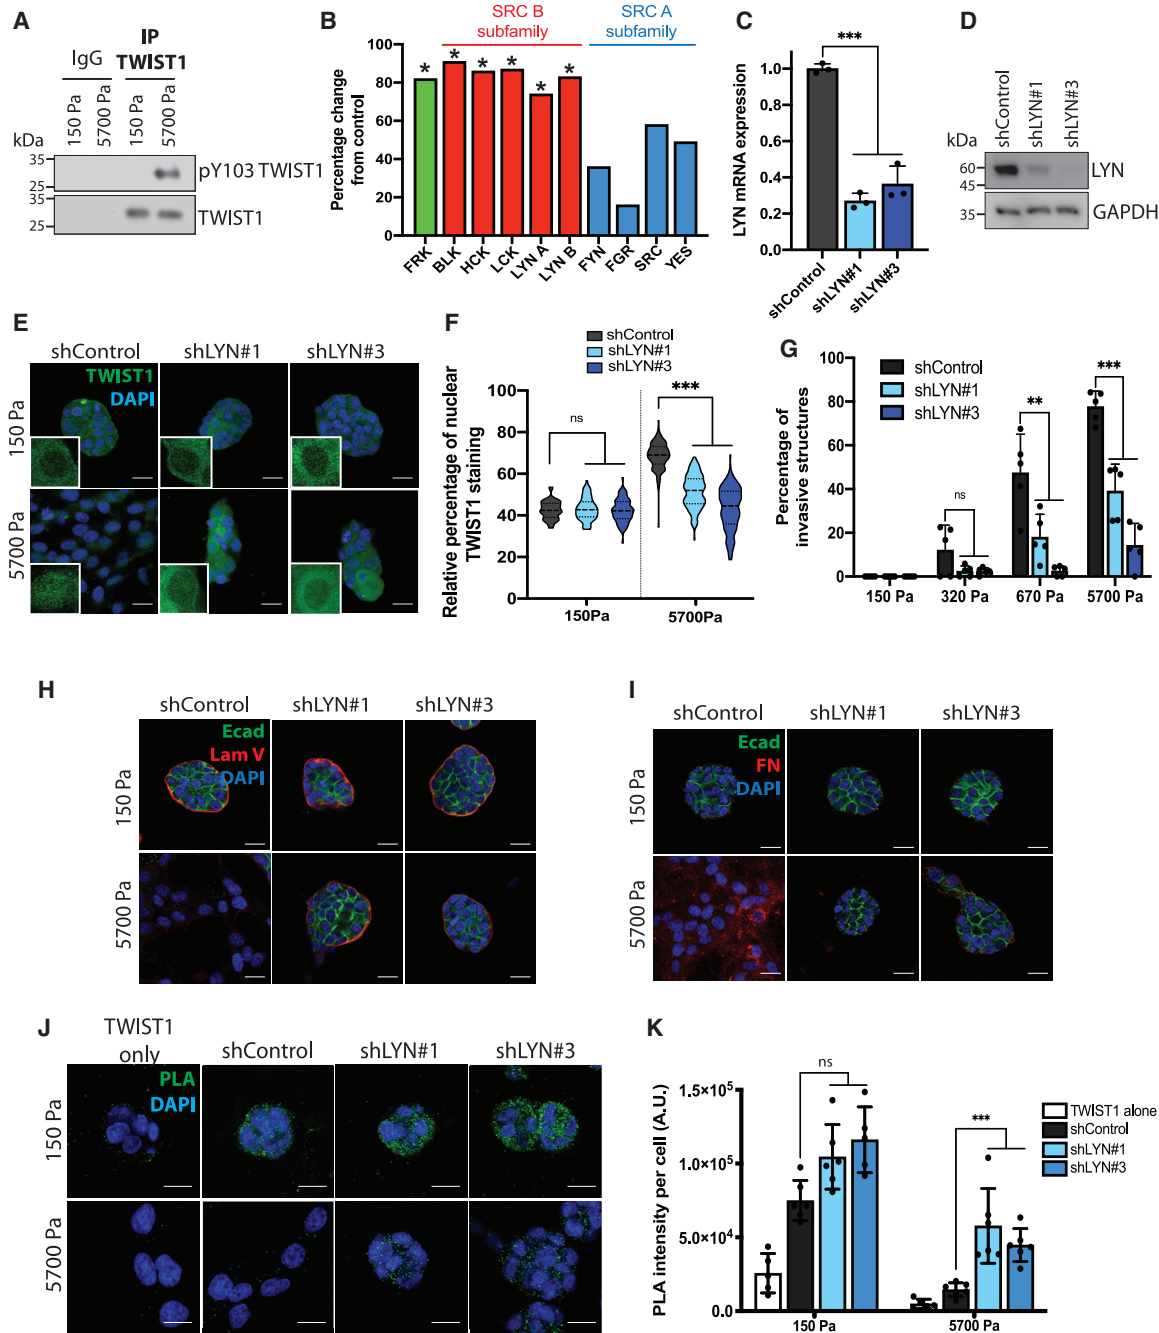 A
IP
IgG TWIST1
150 Pa
5700 Pa
150 Pa
5700 Pa
kDa
35
25
pY103 TWIST1
35
25
TWIST1
B
SRC B
subfamily
SRC A
subfamily
Percentage change
from control
100
80
60
40
20
0
* * * * * *
FRK
BLK
HCK
LCK
LYN A
LYN B
FYN
FGR
SRC
YES
C
LYN mRNA expression
***
1.0
0.8
0.6
0.4
0.2
0.0
shControl
shLYN#1
shLYN#3
D
shControl
shLYN#1
shLYN#3
kDa
60
45
LYN
35
GAPDH
E
shControl shLYN#1 shLYN#3
TWIST1
DAPI
150 Pa
5700 Pa
F
shControl
shLYN#1
shLYN#3
Relative percentage of nuclear
TWIST1 staining
100
80
60
40
20
0
ns
***
150Pa 5700Pa
G
Percentage of
invasive structures
100
80
60
40
20
0
shControl
shLYN#1
shLYN#3
ns
**
***
150 Pa 320 Pa 670 Pa 5700 Pa
H
shControl shLYN#1 shLYN#3
Ecad
Lam V
DAPI
150 Pa
5700 Pa
I
shControl shLYN#1 shLYN#3
Ecad
FN
DAPI
150 Pa
5700 Pa
J
TWIST1
only
shControl shLYN#1 shLYN#3
PLA
DAPI
150 Pa
5700 Pa
K
PLA intensity per cell (A.U.)
1.5×10⁵
1.0×10⁵
5.0×10⁴
0.0
ns
***
TWIST1 alone
shControl
shLYN#1
shLYN#3
150 Pa 5700 Pa